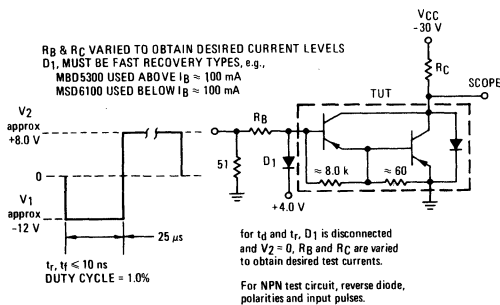 RB & RC VARIED TO OBTAIN DESIRED CURRENT LEVELS
D1, MUST BE FAST RECOVERY TYPES, e.g.,
MBD5300 USED ABOVE IB ≈ 100 mA
MSD6100 USED BELOW IB ≈ 100 mA
VCC
-30 V
RC
SCOPE
TUT
V2
approx
+8.0 V
0
V1
approx
-12 V
25 μs
tr, tf ≤ 10 ns
DUTY CYCLE = 1.0%
RB
51
D1
+4.0 V
≈ 8.0 k
≈ 60
for td and tr, D1 is disconnected
and V2 = 0, RB and RC are varied
to obtain desired test currents.
For NPN test circuit, reverse diode,
polarities and input pulses.